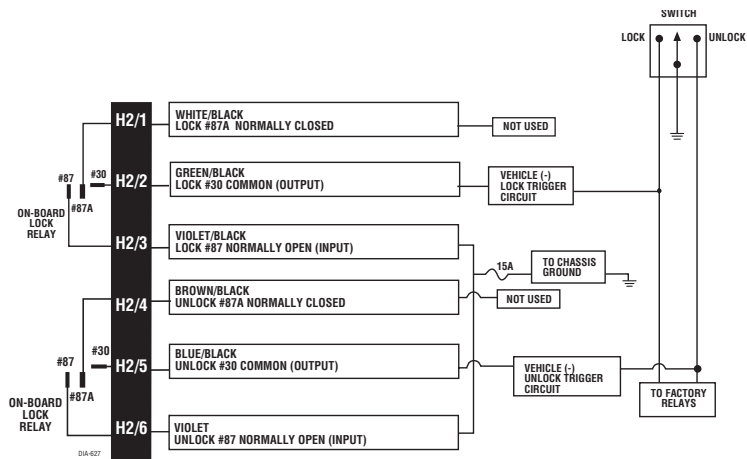 SWITCH
LOCK
UNLOCK
H2/1
WHITE/BLACK
LOCK #87A NORMALLY CLOSED
NOT USED
#87
#30
#87A
H2/2
GREEN/BLACK
LOCK #30 COMMON (OUTPUT)
VEHICLE (-)
LOCK TRIGGER
CIRCUIT
ON-BOARD
LOCK
RELAY
H2/3
VIOLET/BLACK
LOCK #87 NORMALLY OPEN (INPUT)
15A
TO CHASSIS
GROUND
H2/4
BROWN/BLACK
UNLOCK #87A NORMALLY CLOSED
NOT USED
#87
#30
#87A
H2/5
BLUE/BLACK
UNLOCK #30 COMMON (OUTPUT)
VEHICLE (-)
UNLOCK TRIGGER
CIRCUIT
TO FACTORY
RELAYS
ON-BOARD
LOCK
RELAY
H2/6
VIOLET
UNLOCK #87 NORMALLY OPEN (INPUT)
DIA-627